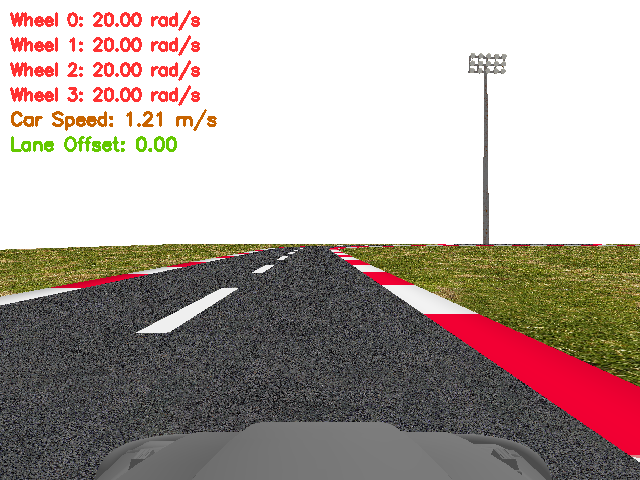 Wheel 0: 20.00 rad/s
Wheel 1: 20.00 rad/s
Wheel 2: 20.00 rad/s
Wheel 3: 20.00 rad/s
Car Speed: 1.21 m/s
Lane Offset: 0.00